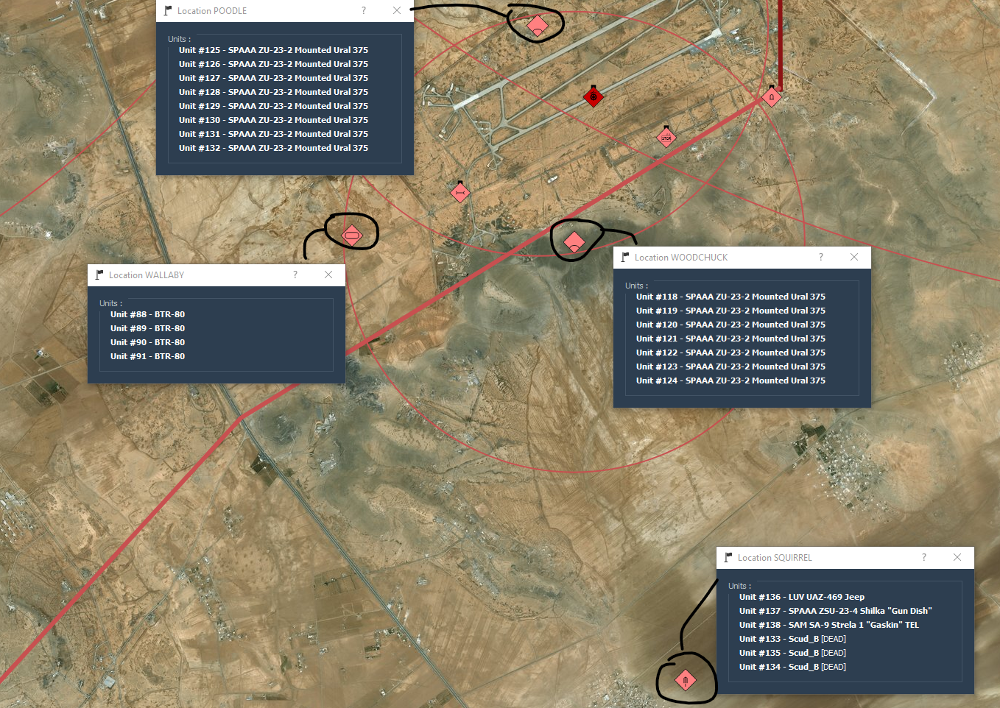 Location POODLE
?
Units :
Unit #125 - SPAAA ZU-23-2 Mounted Ural 375
Unit #126 - SPAAA ZU-23-2 Mounted Ural 375
Unit #127 - SPAAA ZU-23-2 Mounted Ural 375
Unit #128 - SPAAA ZU-23-2 Mounted Ural 375
Unit #129 - SPAAA ZU-23-2 Mounted Ural 375
Unit #130 - SPAAA ZU-23-2 Mounted Ural 375
Unit #131 - SPAAA ZU-23-2 Mounted Ural 375
Unit #132 - SPAAA ZU-23-2 Mounted Ural 375
Location WALLABY
?
Units :
Unit #88 - BTR-80
Unit #89 - BTR-80
Unit #90 - BTR-80
Unit #91 - BTR-80
Location WOODCHUCK
?
Units :
Unit #118 - SPAAA ZU-23-2 Mounted Ural 375
Unit #119 - SPAAA ZU-23-2 Mounted Ural 375
Unit #120 - SPAAA ZU-23-2 Mounted Ural 375
Unit #121 - SPAAA ZU-23-2 Mounted Ural 375
Unit #122 - SPAAA ZU-23-2 Mounted Ural 375
Unit #123 - SPAAA ZU-23-2 Mounted Ural 375
Unit #124 - SPAAA ZU-23-2 Mounted Ural 375
Location SQUIRREL
?
Units :
Unit #136 - LUV UAZ-469 Jeep
Unit #137 - SPAAA ZSU-23-4 Shilka "Gun Dish"
Unit #138 - SAM SA-9 Strela 1 "Gaskin" TEL
Unit #133 - Scud_B [DEAD]
Unit #135 - Scud_B [DEAD]
Unit #134 - Scud_B [DEAD]